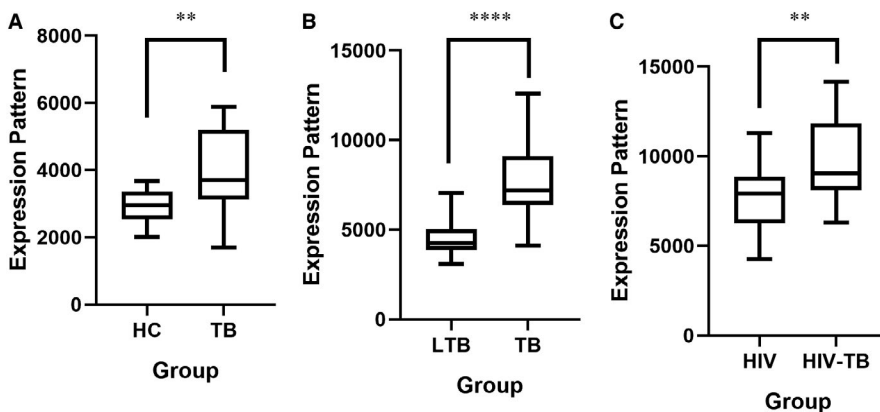 A
**
8000
6000
4000
2000
0
Expression Pattern
HC
TB
Group
B
****
15000
10000
5000
0
Expression Pattern
LTB
TB
Group
C
**
15000
10000
5000
0
Expression Pattern
HIV
HIV-TB
Group